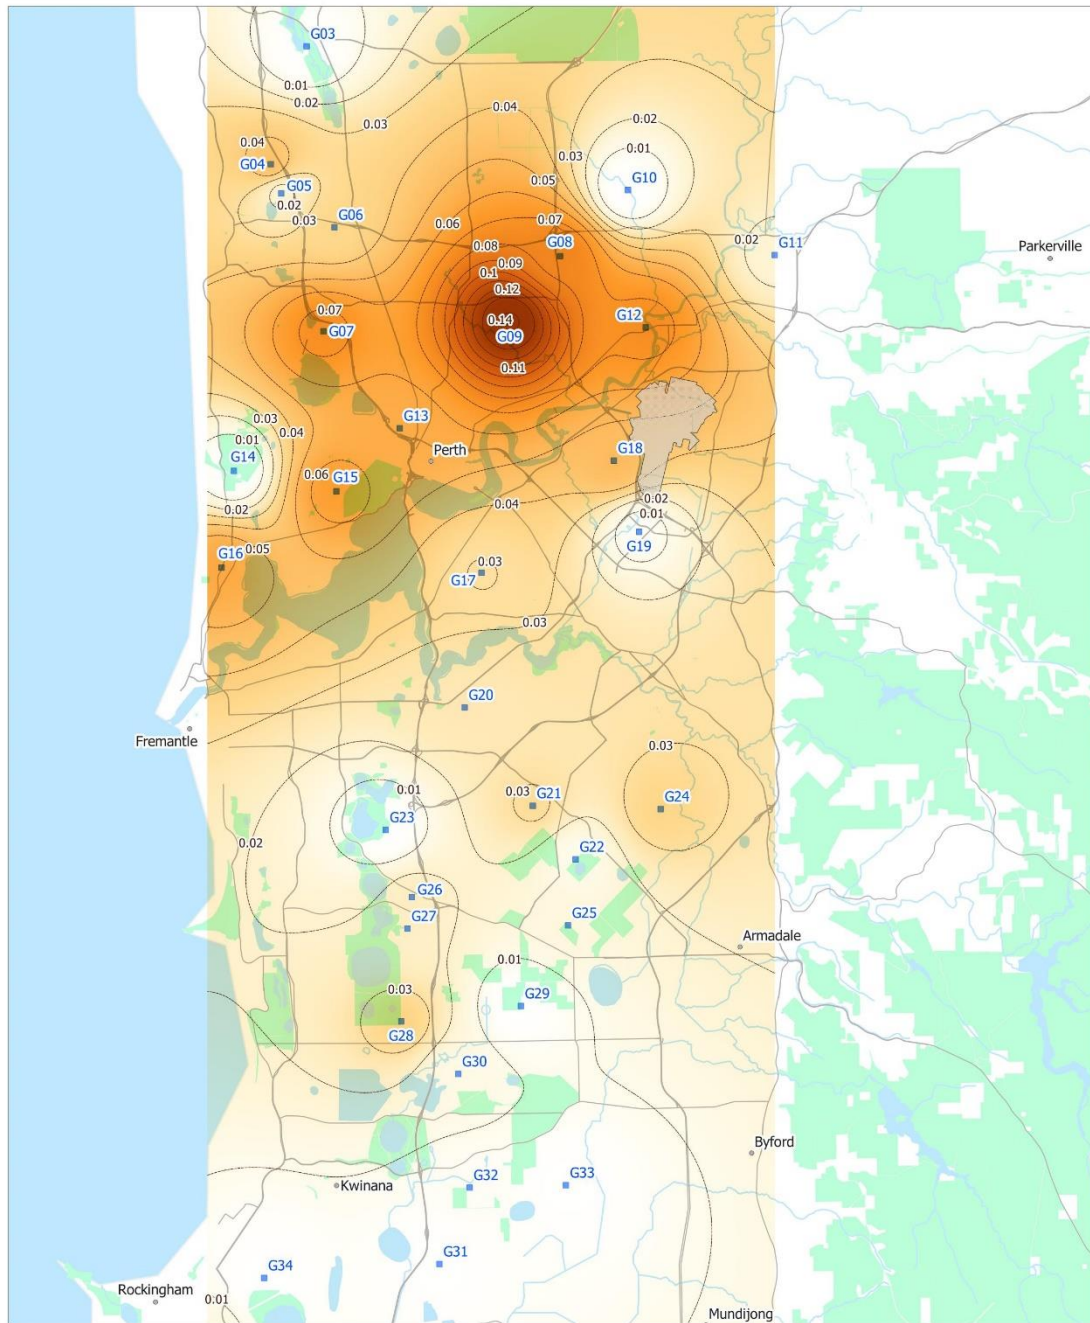 G03
0.01
0.02
0.03
0.04
0.02
0.01
0.04
G04
0.03
G05
0.02
0.03
0.05
G10
G06
0.06
0.07
G08
0.02
G11
Parkerville
0.08
0.09
0.1
0.12
0.07
G07
0.14
G09
G12
0.11
0.03
0.04
0.01
G14
G13
Perth
G18
0.06
G15
0.02
0.04
0.02
0.01
G19
G16
0.05
0.03
G17
0.03
G20
Fremantle
0.03
0.01
0.03
G21
G24
G23
0.02
G22
G26
G27
G25
Armadale
0.01
0.03
G29
G28
G30
Byford
Kwinana
G32
G33
G31
G34
Rockingham
0.01
Mundijong